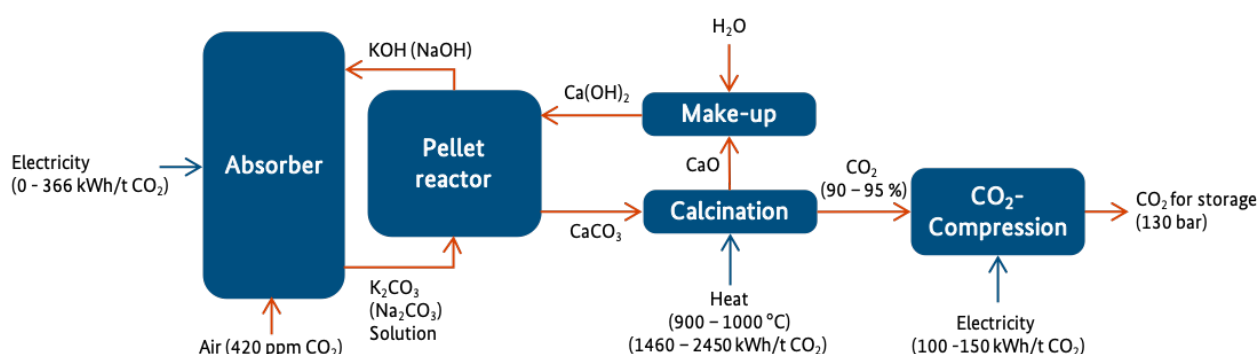 H₂O
KOH (NaOH)
Ca(OH)₂
Make-up
Pellet
reactor
Electricity
(0 - 366 kWh/t CO₂)
Absorber
CaO
CO₂
(90 – 95 %)
CO₂-
Compression
CO₂ for storage
(130 bar)
Calcination
CaCO₃
K₂CO₃
(Na₂CO₃)
Solution
Heat
(900 – 1000 °C)
(1460 – 2450 kWh/t CO₂)
Electricity
(100 -150 kWh/t CO₂)
Air (420 ppm CO₂)